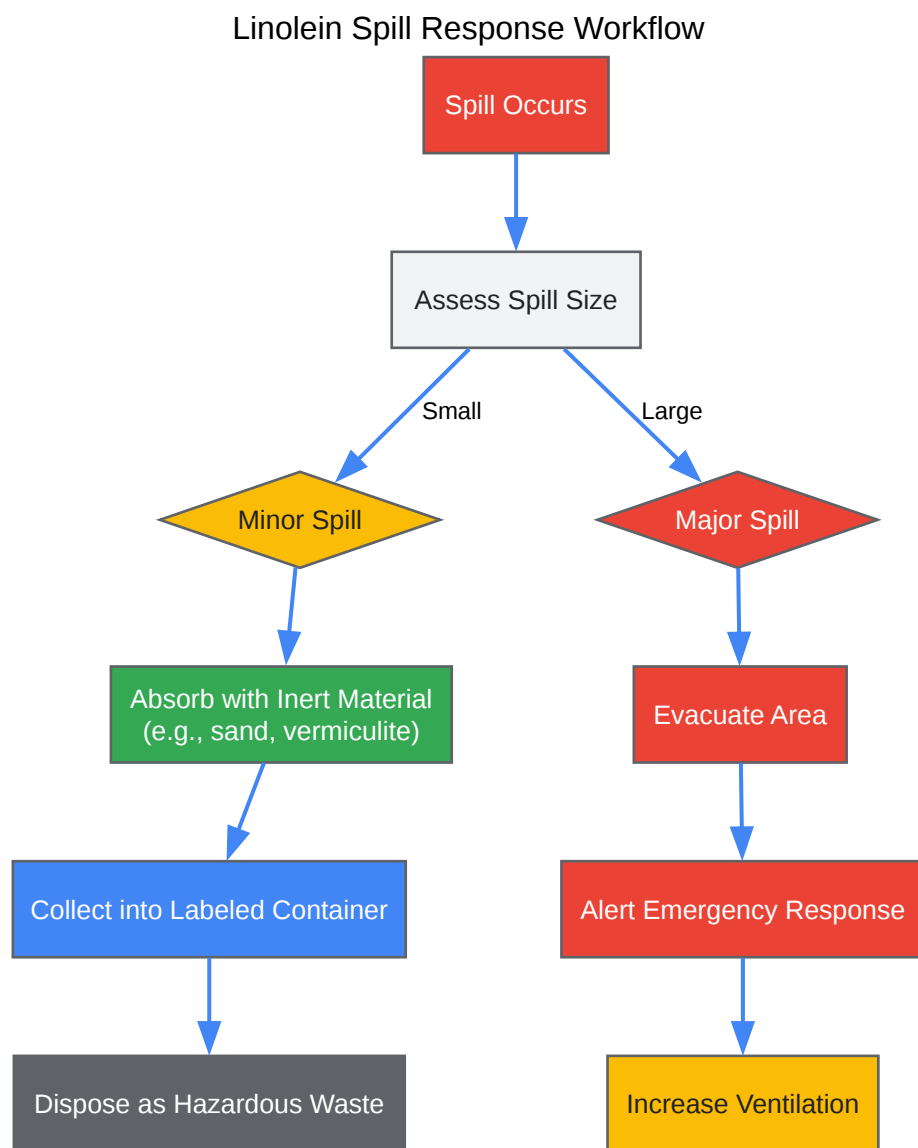 Linolein Spill Response Workflow
Spill Occurs
Assess Spill Size
Small
Large
Minor Spill
Major Spill
Absorb with Inert Material
(e.g., sand, vermiculite)
Evacuate Area
Collect into Labeled Container
Alert Emergency Response
Dispose as Hazardous Waste
Increase Ventilation